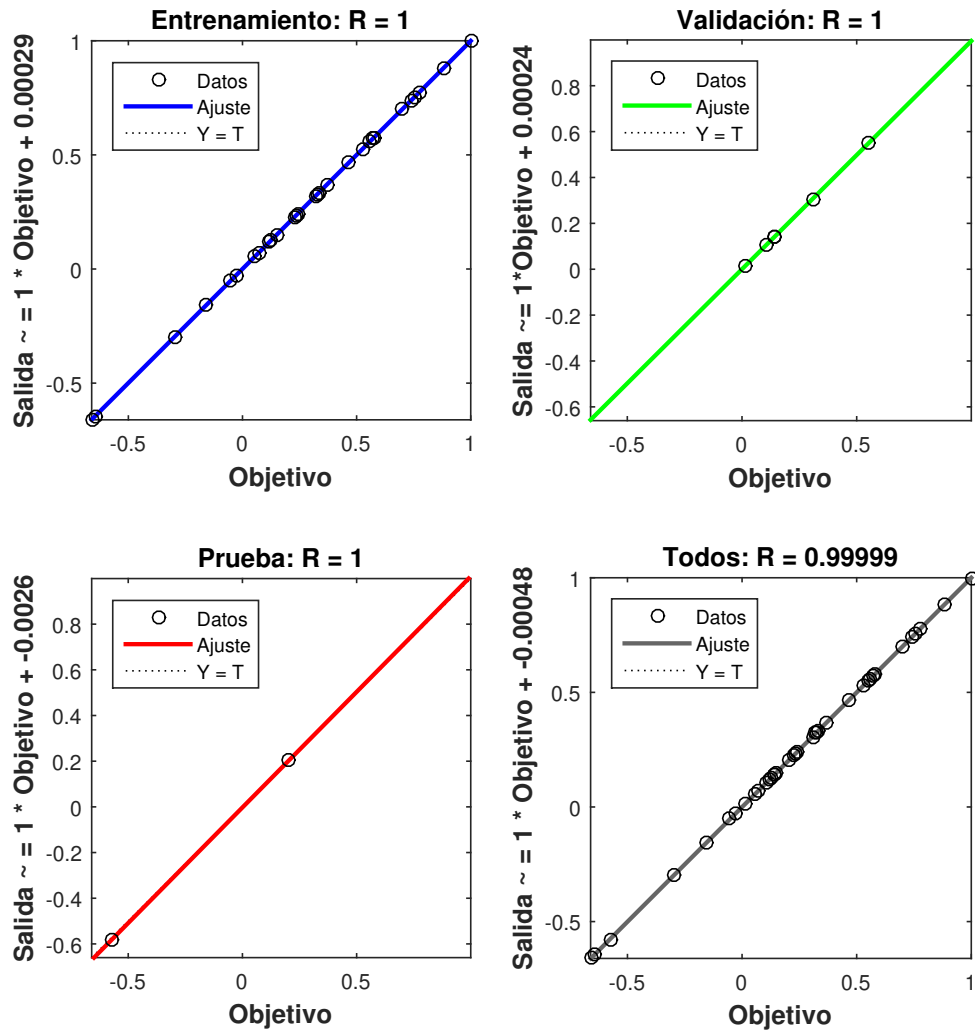 Entrenamiento: R = 1
Salida ~ = 1 * Objetivo + 0.00029
1
0.5
0
-0.5
Datos
Ajuste
Y = T
-0.5 0 0.5 1
Objetivo
Validación: R = 1
Salida ~= 1*Objetivo + 0.00024
0.8
0.6
0.4
0.2
0
-0.2
-0.4
-0.6
Datos
Ajuste
Y = T
-0.5 0 0.5
Objetivo
Prueba: R = 1
Salida ~ = 1 * Objetivo + -0.0026
0.8
0.6
0.4
0.2
0
-0.2
-0.4
-0.6
Datos
Ajuste
Y = T
-0.5 0 0.5
Objetivo
Todos: R = 0.99999
Salida ~ = 1 * Objetivo + -0.00048
1
0.5
0
-0.5
Datos
Ajuste
Y = T
-0.5 0 0.5 1
Objetivo